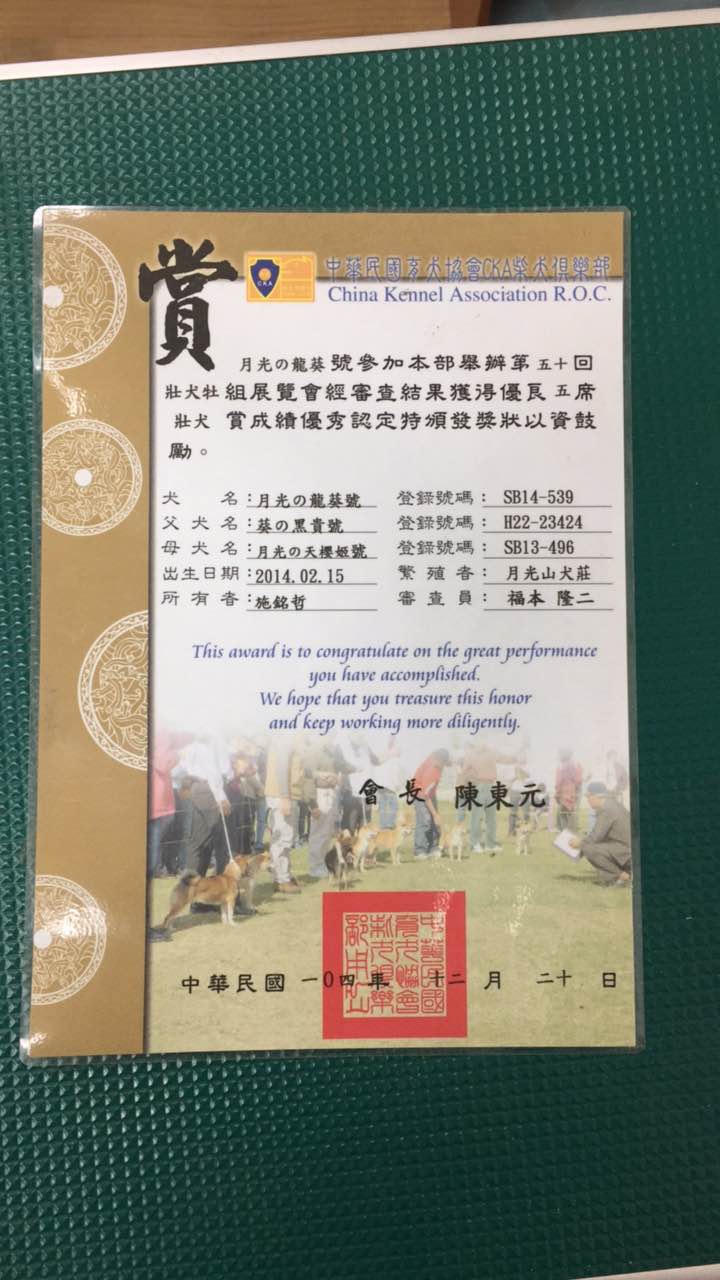 賞
CKA
中華民國育犬協會CKA柴犬俱樂部
China Kennel Association R.O.C.
月光の龍葵號參加本部舉辦第五十回
壯犬牡組展覽會經審查結果獲得優良五席
壯犬賞成績優秀認定特頒發獎狀以資鼓
勵。
犬名:月光の龍葵號 登錄號碼:SB14-539
父犬名:葵の黑貴號 登錄號碼:H22-23424
母犬名:月光の天櫻姬號 登錄號碼:SB13-496
出生日期:2014.02.15 繁殖者:月光山犬莊
所有者:施銘哲 審查員:福本 隆二
This award is to congratulate on the great performance
you have accomplished.
We hope that you treasure this honor
and keep working more diligently.
會長 陳東元
中華民國 一0四年 十二月 二十日